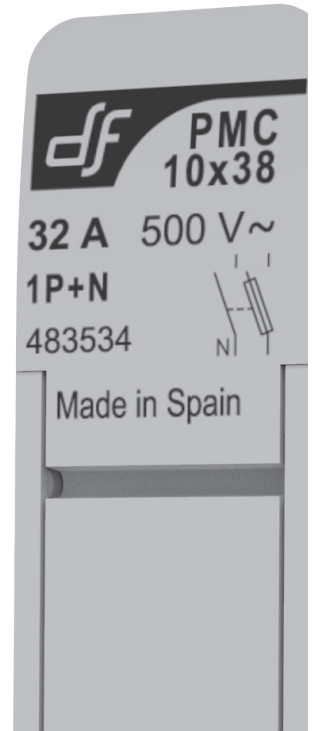 df PMC
10x38
32 A 500 V~
1P+N
483534
N
Made in Spain